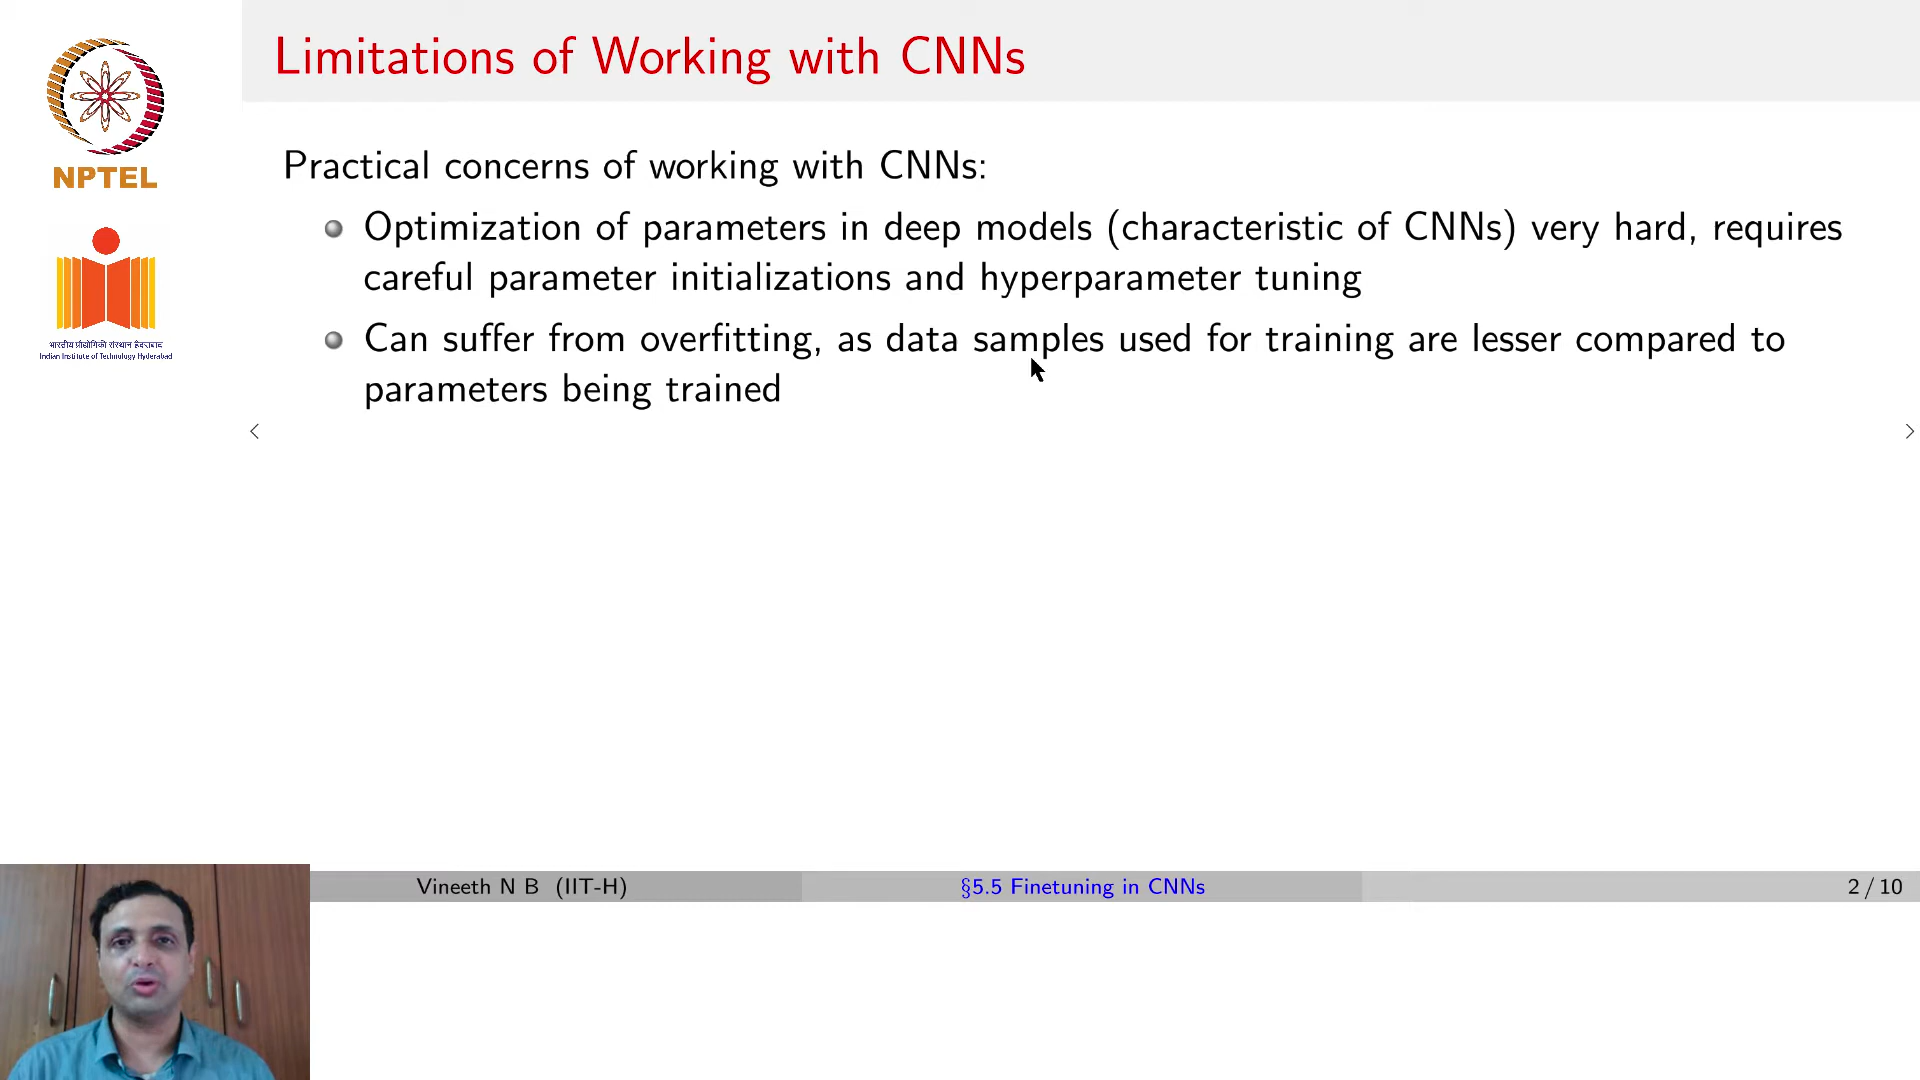 Limitations of Working with CNNs
NPTEL
भारतीय प्रौद्योगिकी संस्थान हैदराबाद
Indian Institute of Technology Hyderabad
Practical concerns of working with CNNs:
Optimization of parameters in deep models (characteristic of CNNs) very hard, requires
careful parameter initializations and hyperparameter tuning
Can suffer from overfitting, as data samples used for training are lesser compared to
parameters being trained
Vineeth N B (IIT-H)
§5.5 Finetuning in CNNs
2 / 10